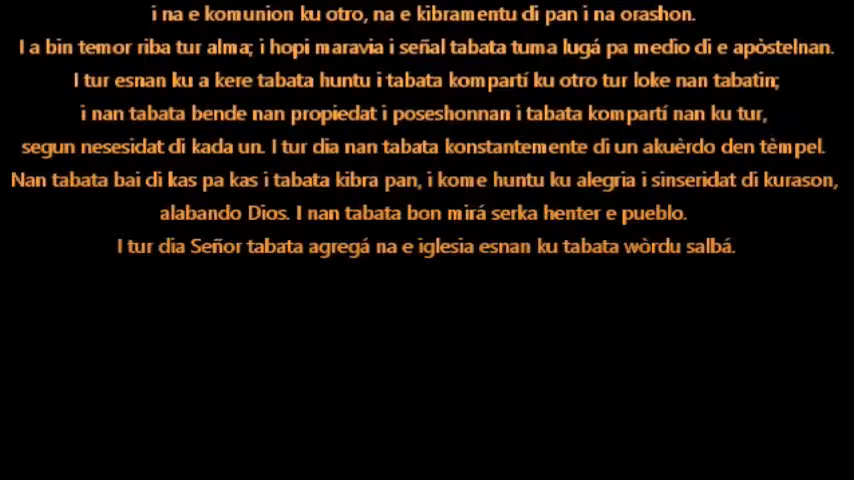 i na e komunion ku otro, na e kibramentu di pan i na orashon.
I a bin temor riba tur alma; i hopi maravia i señal tabata tuma lugá pa medio di e apòstelnan.
I tur esnan ku a kere tabata huntu i tabata kompartí ku otro tur loke nan tabatin;
i nan tabata bende nan propiedat i poseshonnan i tabata kompartí nan ku tur,
segun nesesidat di kada un. I tur dia nan tabata konstantemente di un akuèrdo den tèmpel.
Nan tabata bai di kas pa kas i tabata kibra pan, i kome huntu ku alegria i sinseridat di kurason,
alabando Dios. I nan tabata bon mirá serka henter e pueblo.
I tur dia Señor tabata agregá na e iglesia esnan ku tabata wòrdu salbá.